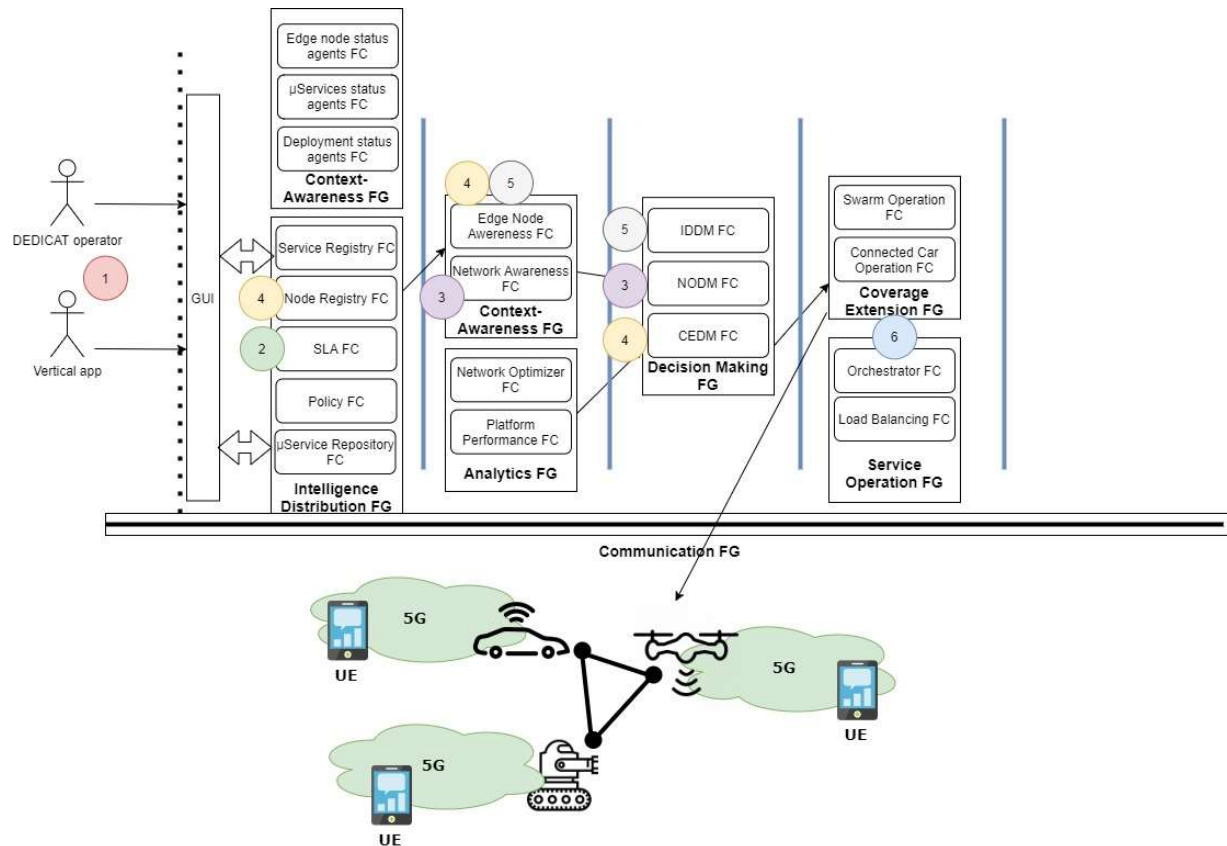 Edge node status
agents FC
µServices status
agents FC
Deployment status
agents FC
Context-
Awareness FG
DEDICAT operator
1
Vertical app
GUI
Service Registry FC
4
Node Registry FC
2
SLA FC
Policy FC
µService Repository
FC
Intelligence
Distribution FG
4
5
Edge Node
Awereness FC
Network Awareness
FC
3
Context-
Awareness FG
Network Optimizer
FC
Platform
Performance FC
Analytics FG
5
IDDM FC
3
NODM FC
4
CEDM FC
Decision Making
FG
Swarm Operation
FC
Connected Car
Operation FC
Coverage
Extension FG
6
Orchestrator FC
Load Balancing FC
Service
Operation FG
Communication FG
5G
UE
5G
UE
5G
UE